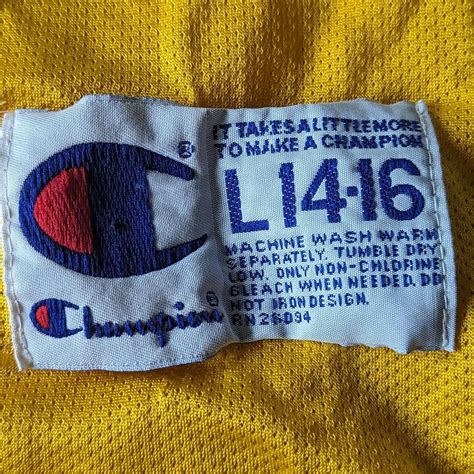 IT TAKES A LITTLE MORE
TO MAKE A CHAMPION
L 14-16
MACHINE WASH WARM
SEPARATELY. TUMBLE DRY
LOW. ONLY NON-CHLORINE
BLEACH WHEN NEEDED. DO
NOT IRON DESIGN.
RN 26094
®
Champion®